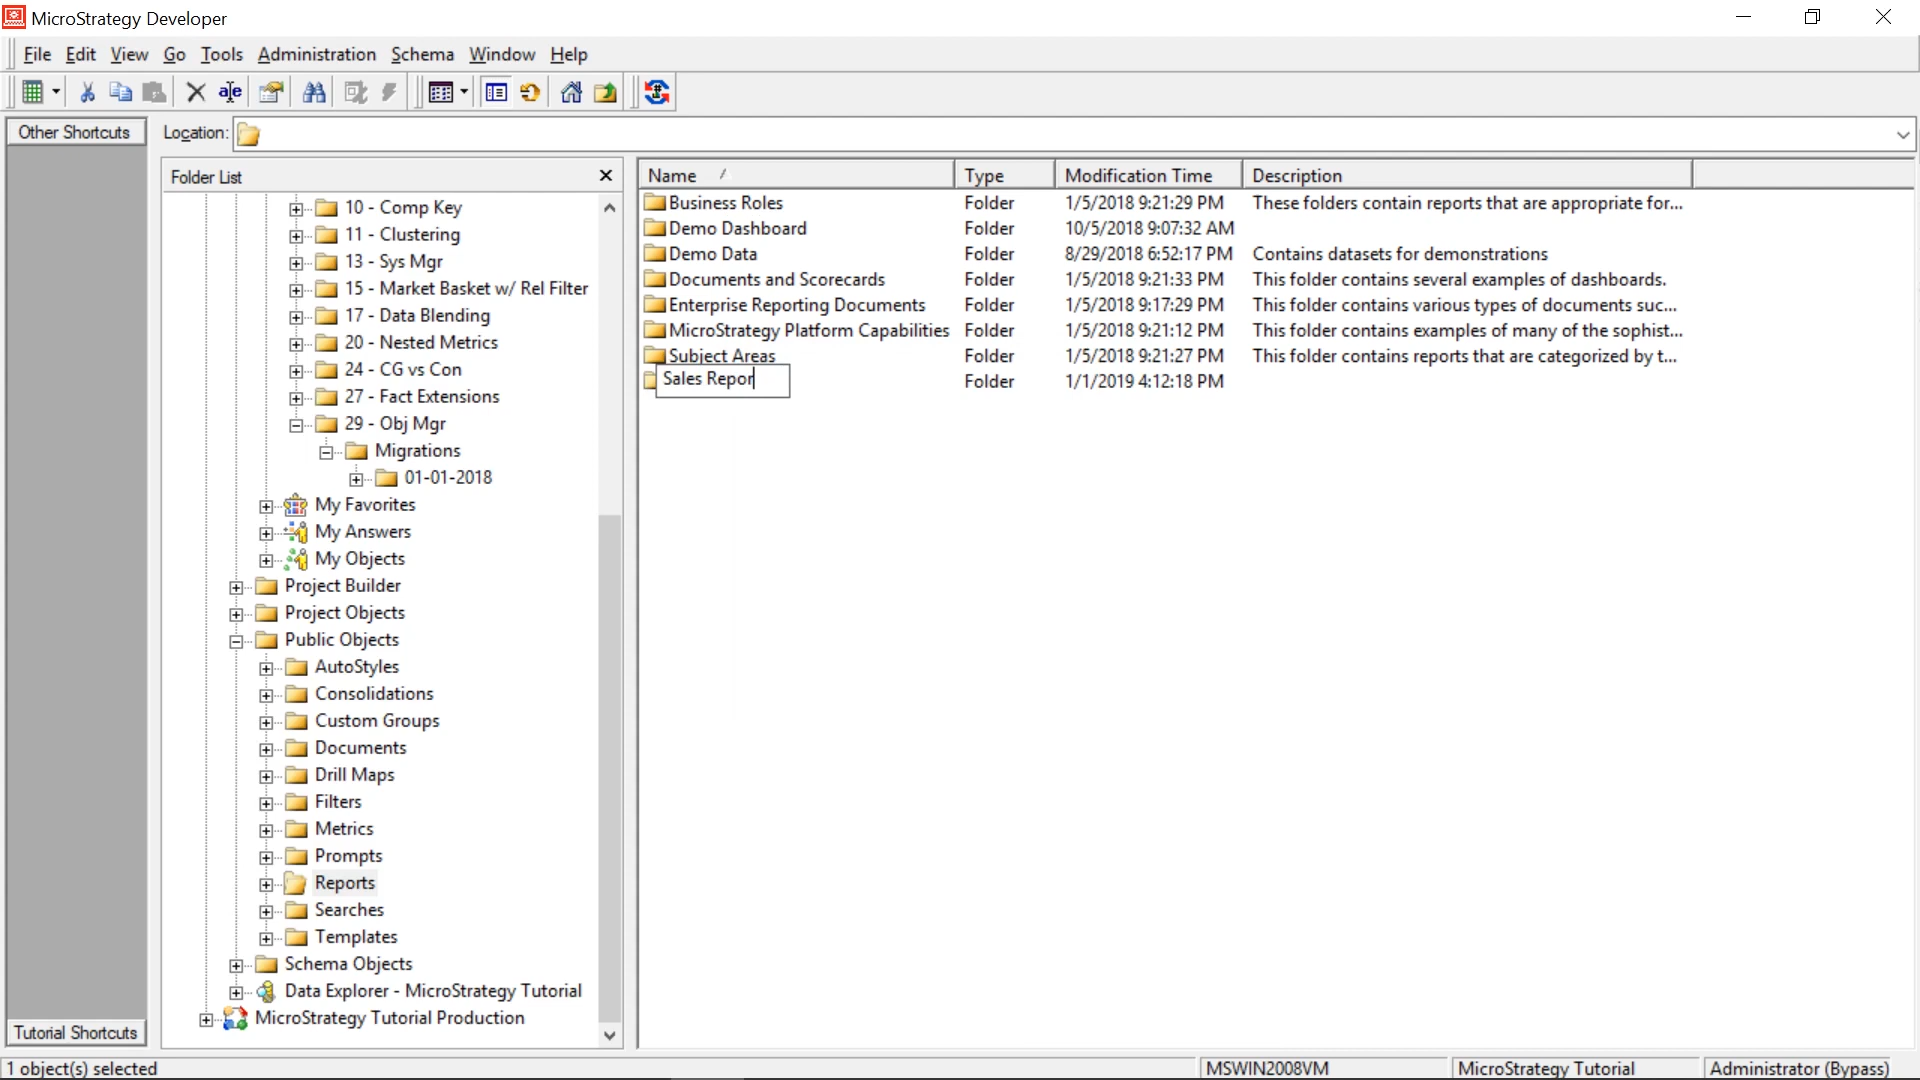 MicroStrategy Developer
File Edit View Go Tools Administration Schema Window Help
Other Shortcuts
Location:
Folder List
10 - Comp Key
11 - Clustering
13 - Sys Mgr
15 - Market Basket w/ Rel Filter
17 - Data Blending
20 - Nested Metrics
24 - CG vs Con
27 - Fact Extensions
29 - Obj Mgr
Migrations
01-01-2018
My Favorites
My Answers
My Objects
Project Builder
Project Objects
Public Objects
AutoStyles
Consolidations
Custom Groups
Documents
Drill Maps
Filters
Metrics
Prompts
Reports
Searches
Templates
Schema Objects
Data Explorer - MicroStrategy Tutorial
MicroStrategy Tutorial Production
Tutorial Shortcuts
Name Type Modification Time Description
Business Roles Folder 1/5/2018 9:21:29 PM These folders contain reports that are appropriate for...
Demo Dashboard Folder 10/5/2018 9:07:32 AM
Demo Data Folder 8/29/2018 6:52:17 PM Contains datasets for demonstrations
Documents and Scorecards Folder 1/5/2018 9:21:33 PM This folder contains several examples of dashboards.
Enterprise Reporting Documents Folder 1/5/2018 9:17:29 PM This folder contains various types of documents suc...
MicroStrategy Platform Capabilities Folder 1/5/2018 9:21:12 PM This folder contains examples of many of the sophist...
Subject Areas Folder 1/5/2018 9:21:27 PM This folder contains reports that are categorized by t...
Sales Repor Folder 1/1/2019 4:12:18 PM
1 object(s) selected MSWIN2008VM MicroStrategy Tutorial Administrator (Bypass)